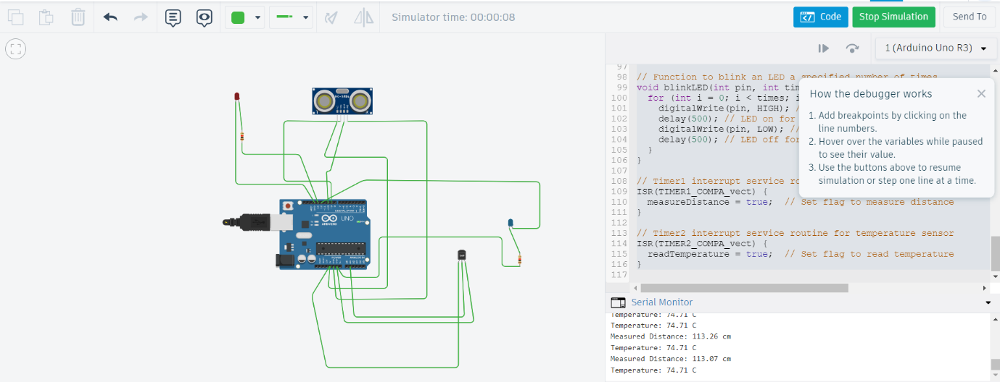 Simulator time: 00:00:08
Code
Stop Simulation
Send To
1 (Arduino Uno R3)
HC-SR04
UNO
ARDUINO
TMP
97
98 // Function to blink an LED a specified number of times
99 void blinkLED(int pin, int tim
100 for (int i = 0; i < times; i
101 digitalWrite(pin, HIGH); /
102 delay(500); // LED on for
103 digitalWrite(pin, LOW); //
104 delay(500); // LED off for
105 }
106 }
107
108 // Timer1 interrupt service ro
109 ISR(TIMER1_COMPA_vect) {
110 measureDistance = true; // Set flag to measure distance
111 }
112
113 // Timer2 interrupt service routine for temperature sensor
114 ISR(TIMER2_COMPA_vect) {
115 readTemperature = true; // Set flag to read temperature
116 }
117
How the debugger works
1. Add breakpoints by clicking on the
line numbers.
2. Hover over the variables while paused
to see their value.
3. Use the buttons above to resume
simulation or step one line at a time.
Serial Monitor
Temperature: 74.71 C
Temperature: 74.71 C
Measured Distance: 113.26 cm
Temperature: 74.71 C
Measured Distance: 113.07 cm
Temperature: 74.71 C